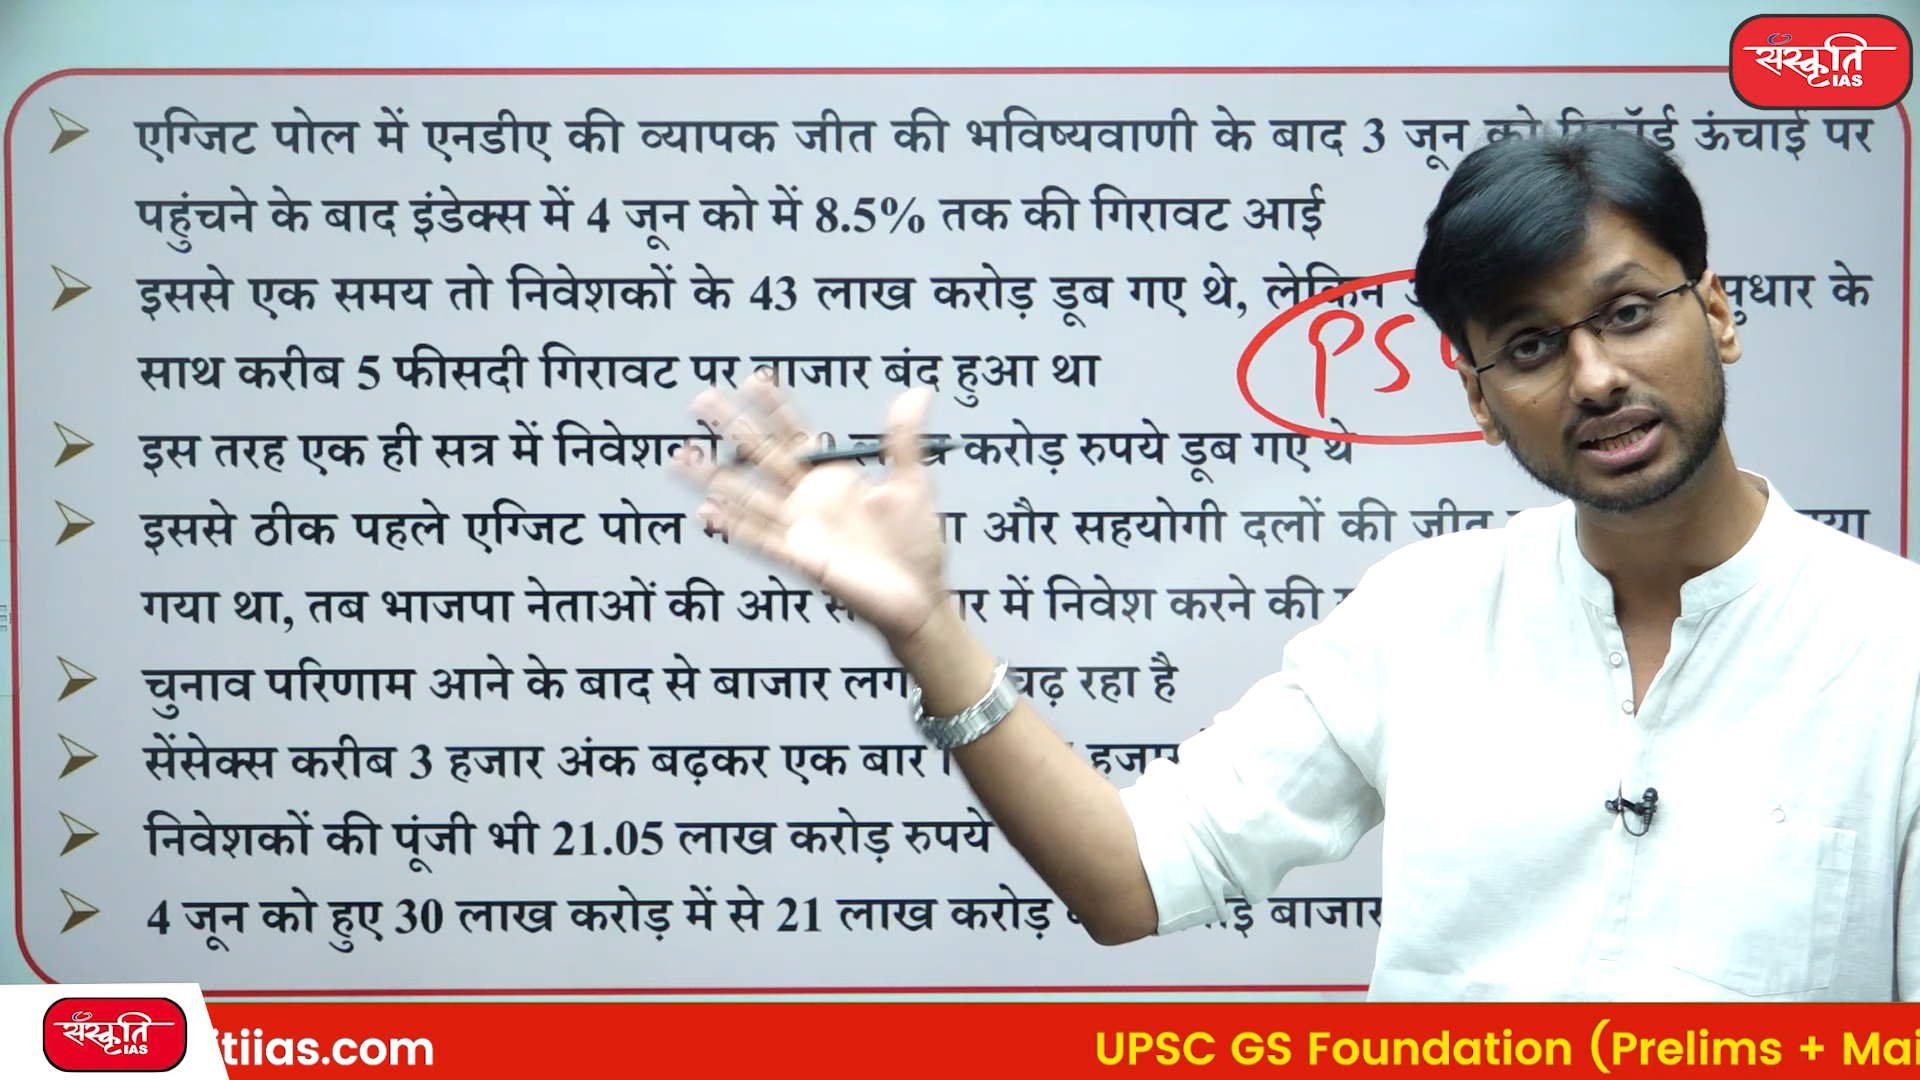 संस्कृति
IAS
एग्जिट पोल में एनडीए की व्यापक जीत की भविष्यवाणी के बाद 3 जून को रिकॉर्ड ऊंचाई पर
पहुंचने के बाद इंडेक्स में 4 जून को में 8.5% तक की गिरावट आई
इससे एक समय तो निवेशकों के 43 लाख करोड़ डूब गए थे, लेकिन सुधार के
साथ करीब 5 फीसदी गिरावट पर बाजार बंद हुआ था
PS
इस तरह एक ही सत्र में निवेशकों लाख करोड़ रुपये डूब गए थे
इससे ठीक पहले एग्जिट पोल में और सहयोगी दलों की जीत
गया था, तब भाजपा नेताओं की ओर से में निवेश करने की
चुनाव परिणाम आने के बाद से बाजार रहा है
सेंसेक्स करीब 3 हजार अंक बढ़कर एक बार हजार
निवेशकों की पूंजी भी 21.05 लाख करोड़ रुपये
4 जून को हुए 30 लाख करोड़ में से 21 लाख करोड़ बाजार
संस्कृति
IAS
itiias.com
UPSC GS Foundation (Prelims + Mai